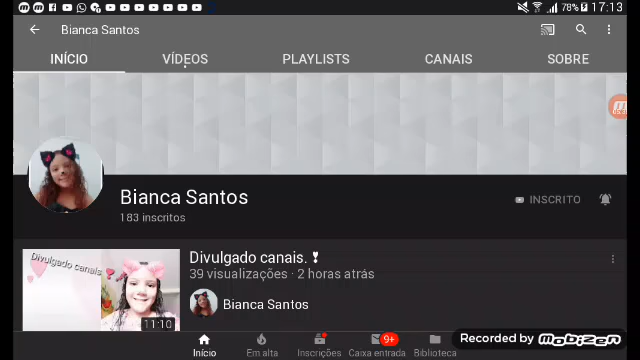 78% 17:13
Bianca Santos
INÍCIO VÍDEOS PLAYLISTS CANAIS SOBRE
Bianca Santos
INSCRITO
183 inscritos
Divulgado canais
11:10
Divulgado canais.❢
39 visualizações · 2 horas atrás
Bianca Santos
9+
Início Em alta Inscrições Caixa entrada Biblioteca
Recorded by Mobizen